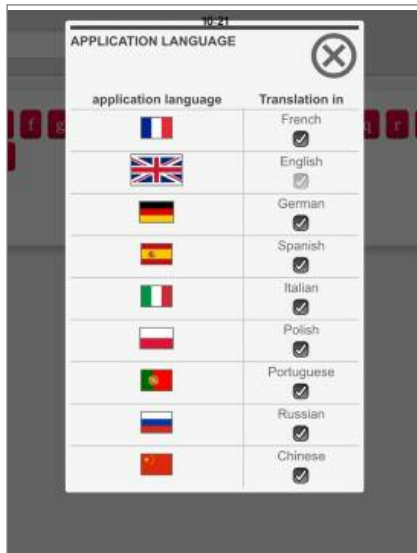 10:21
APPLICATION LANGUAGE
application language Translation in
French
English
f g q r
German
Spanish
Italian
Polish
Portuguese
Russian
Chinese